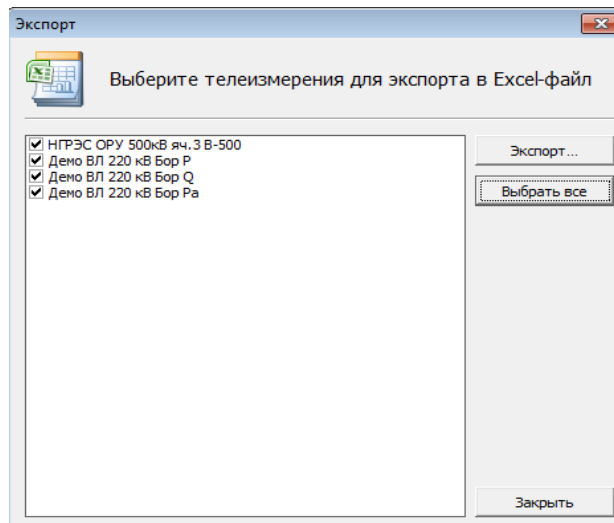 Экспорт
Выберите телеизмерения для экспорта в Excel-файл
НГРЭС ОРУ 500кВ яч.3 В-500
Демо ВЛ 220 кВ Бор P
Демо ВЛ 220 кВ Бор Q
Демо ВЛ 220 кВ Бор Pa
Экспорт...
Выбрать все
Закрыть